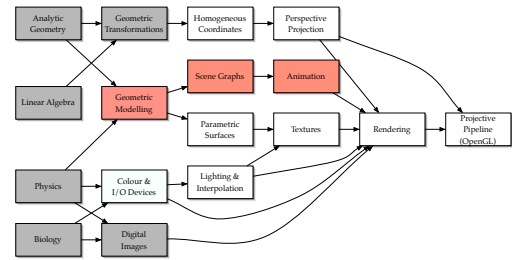 Analytic
Geometry
Geometric
Transformations
Homogeneous
Coordinates
Perspective
Projection
Scene Graphs
Animation
Linear Algebra
Geometric
Modelling
Parametric
Surfaces
Textures
Rendering
Projective
Pipeline
(OpenGL)
Physics
Colour &
I/O Devices
Lighting &
Interpolation
Biology
Digital
Images